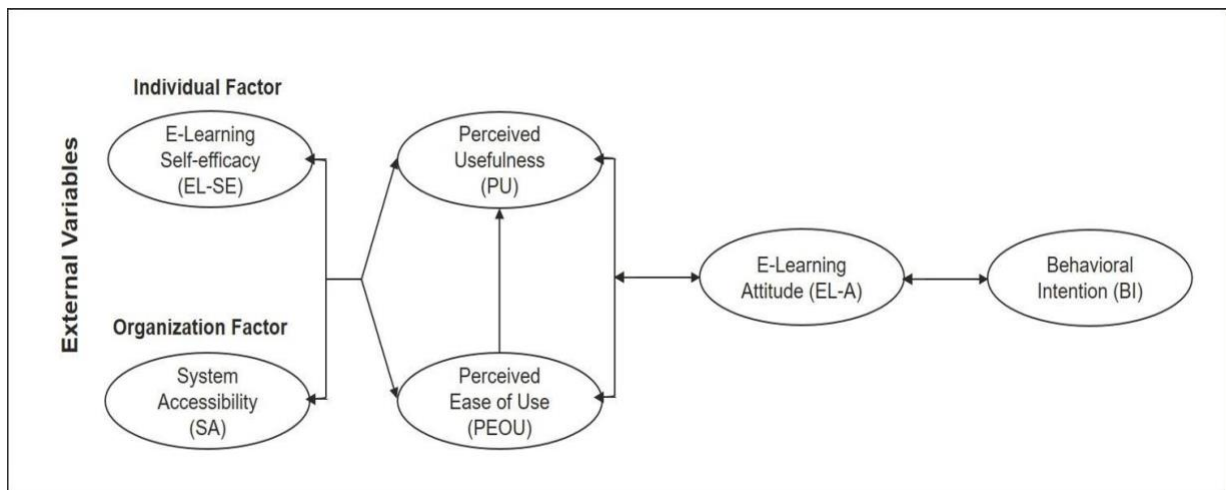 External Variables
Individual Factor
E-Learning
Self-efficacy
(EL-SE)
Organization Factor
System
Accessibility
(SA)
Perceived
Usefulness
(PU)
Perceived
Ease of Use
(PEOU)
E-Learning
Attitude (EL-A)
Behavioral
Intention (BI)